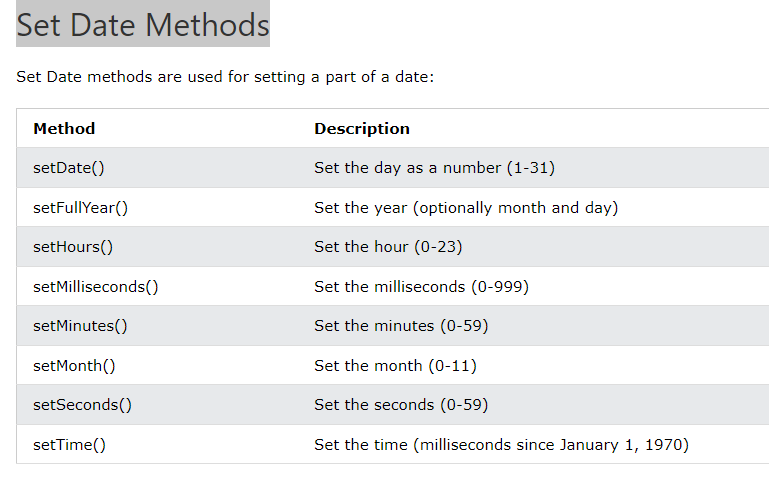 Set Date Methods
Set Date methods are used for setting a part of a date:
Method Description
setDate() Set the day as a number (1-31)
setFullYear() Set the year (optionally month and day)
setHours() Set the hour (0-23)
setMilliseconds() Set the milliseconds (0-999)
setMinutes() Set the minutes (0-59)
setMonth() Set the month (0-11)
setSeconds() Set the seconds (0-59)
setTime() Set the time (milliseconds since January 1, 1970)